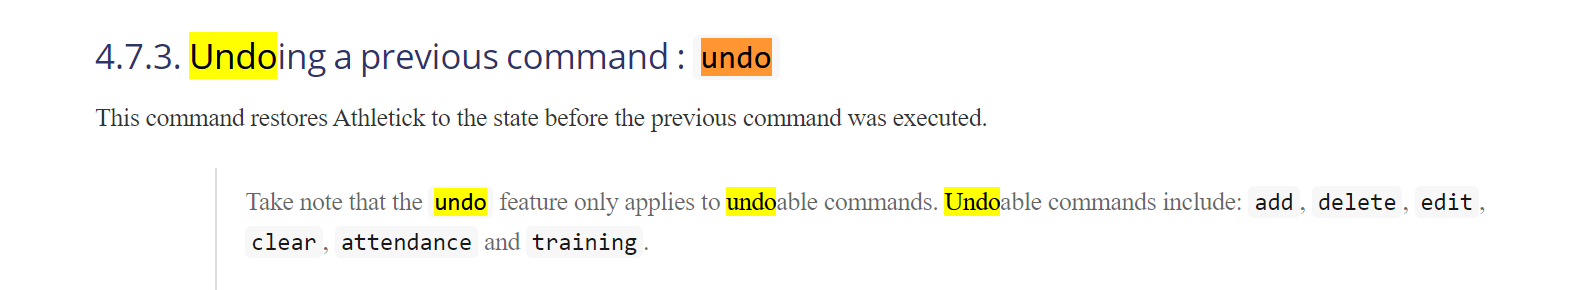 4.7.3. Undoing a previous command : undo
This command restores Athletick to the state before the previous command was executed.
Take note that the undo feature only applies to undoable commands. Undoable commands include: add, delete, edit,
clear, attendance and training.